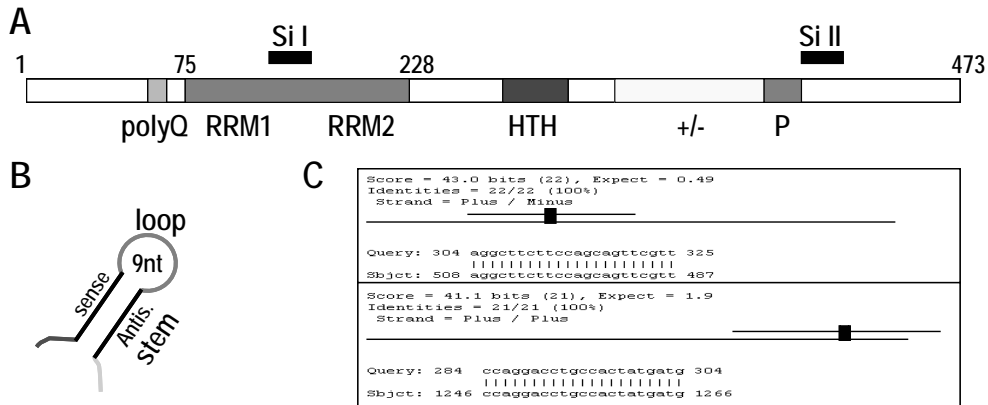 A
Si I
Si II
1
75
228
473
polyQ
RRM1
RRM2
HTH
+/-
P
B
loop
9nt
sense
Antis.
stem
C
Score = 43.0 bits (22), Expect = 0.49
Identities = 22/22 (100%)
Strand = Plus / Minus
Query: 304 aggcttcttccagcagttcgtt 325
Sbjct: 508 aggcttcttccagcagttcgtt 487
Score = 41.1 bits (21), Expect = 1.9
Identities = 21/21 (100%)
Strand = Plus / Plus
Query: 284 ccaggacctgccactatgatg 304
Sbjct: 1246 ccaggacctgccactatgatg 1266